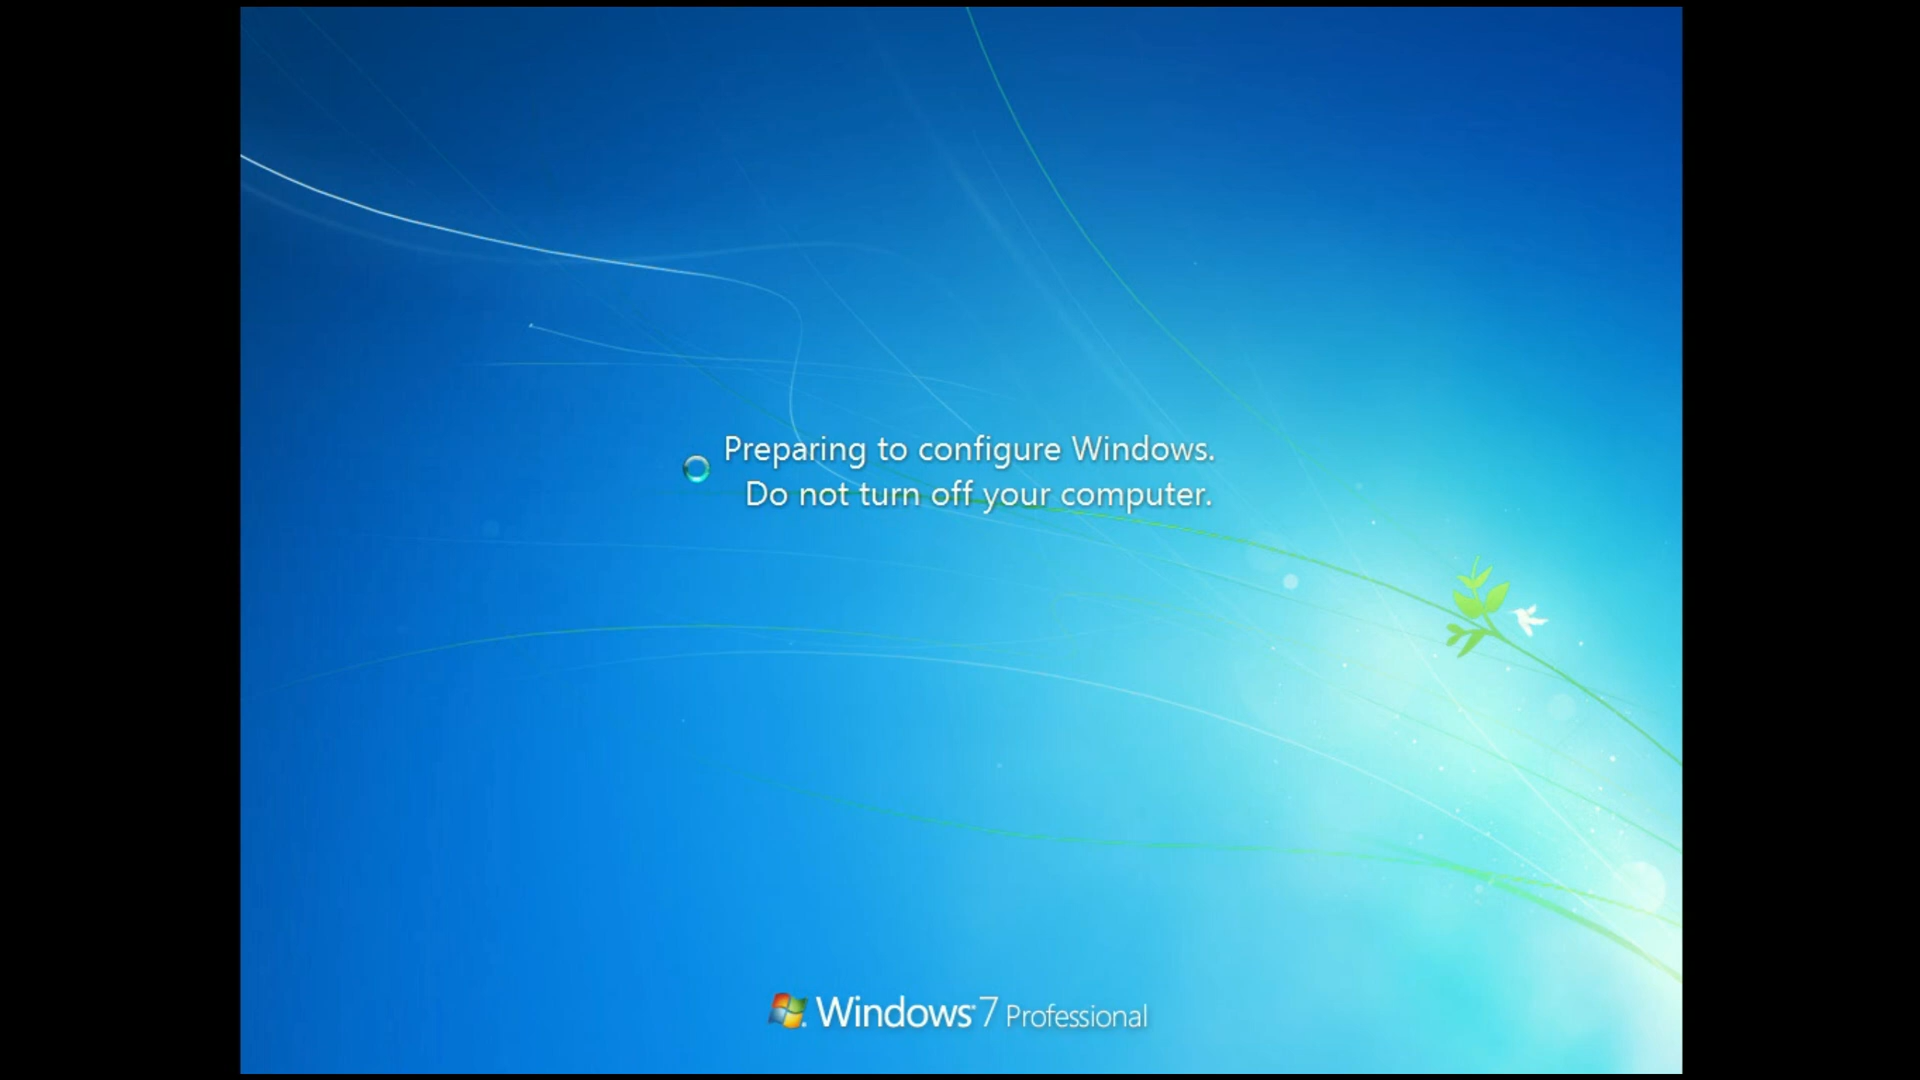 Preparing to configure Windows.
Do not turn off your computer.
Windows 7 Professional